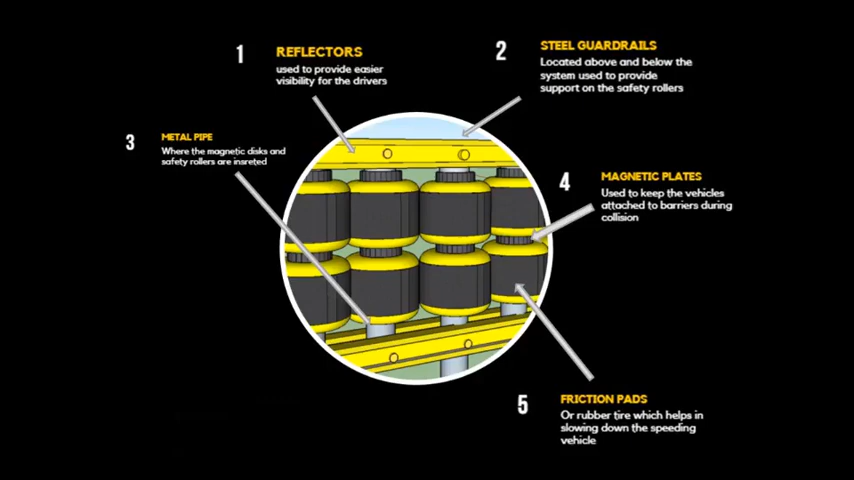 1
REFLECTORS
used to provide easier
visibility for the drivers
2
STEEL GUARDRAILS
Located above and below the
system used to provide
support on the safety rollers
3
METAL PIPE
Where the magnetic disks and
safety rollers are insreted
4
MAGNETIC PLATES
Used to keep the vehicles
attached to barriers during
collision
5
FRICTION PADS
Or rubber tire which helps in
slowing down the speeding
vehicle